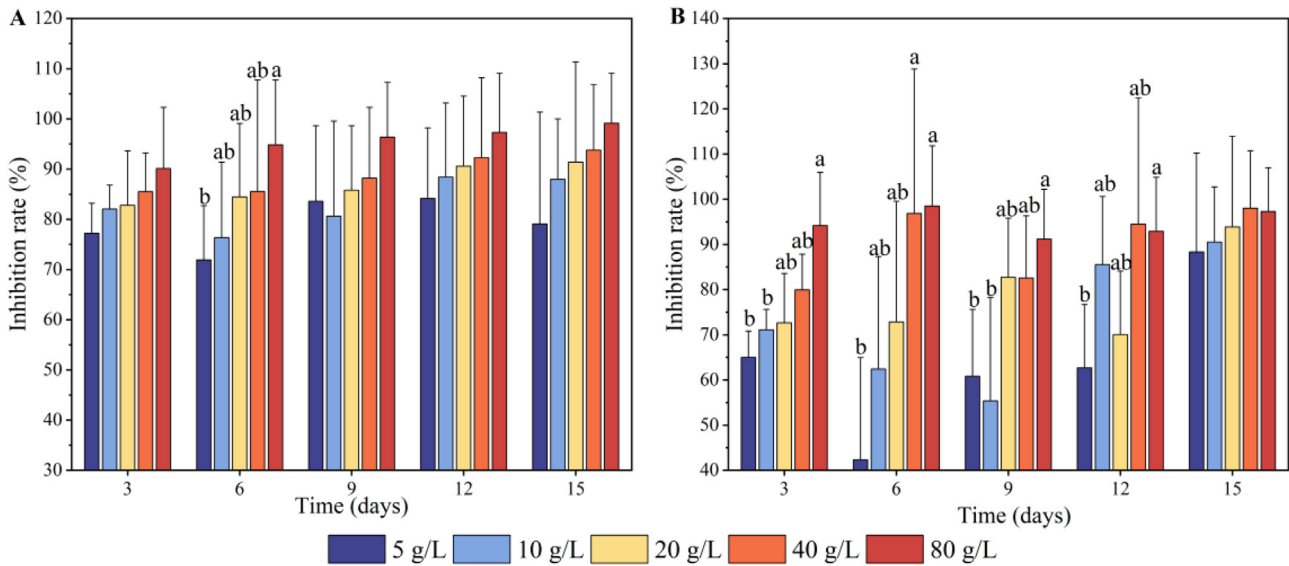 A
Inhibition rate (%)
120
110
100
90
80
70
60
50
40
30
b
ab
ab
ab
a
3
6
9
12
15
Time (days)
B
Inhibition rate (%)
140
130
120
110
100
90
80
70
60
50
40
b
b
ab
ab
a
b
ab
ab
a
a
b
b
ab
ab
a
b
ab
ab
ab
a
3
6
9
12
15
Time (days)
5 g/L
10 g/L
20 g/L
40 g/L
80 g/L